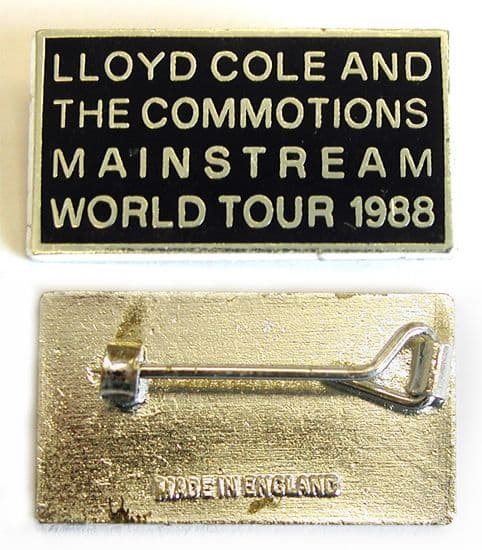 LLOYD COLE AND
THE COMMOTIONS
MAINSTREAM
WORLD TOUR 1988
MADE IN ENGLAND